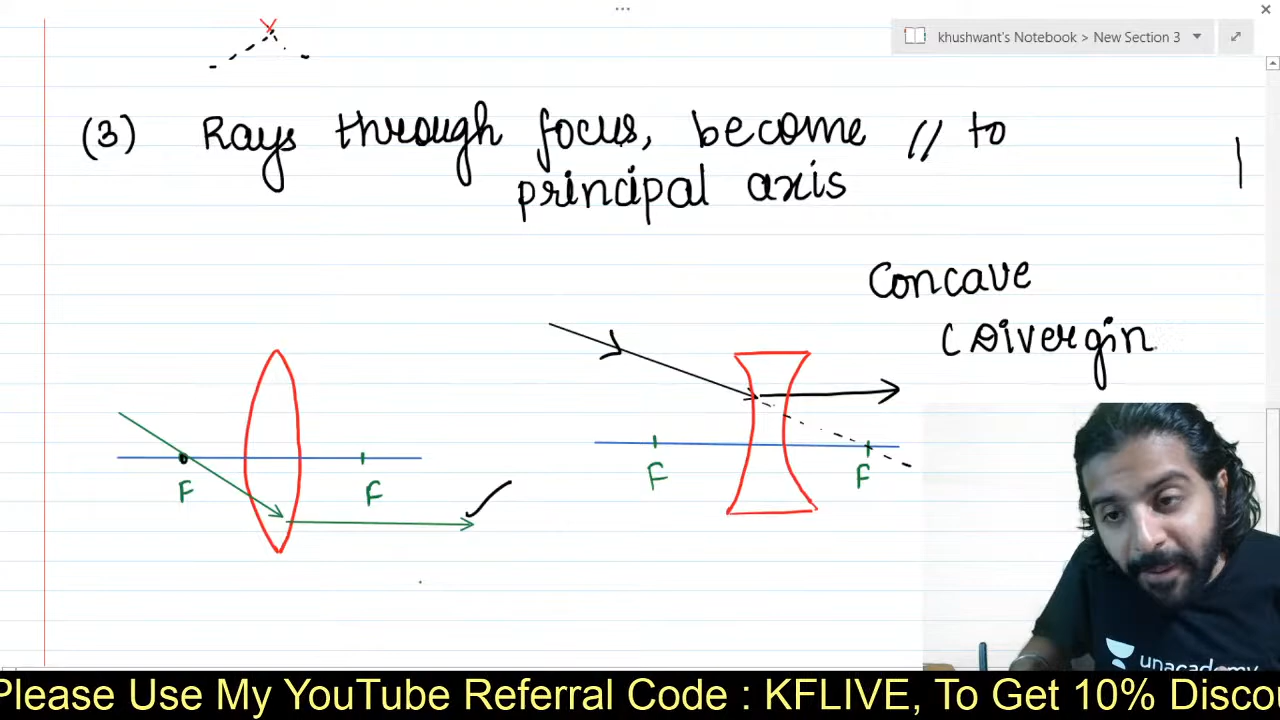 khushwant's Notebook > New Section 3
(3) Rays through focus, become // to
principal axis
Concave
(Divergin
F
F
F
F
unacademy
Please Use My YouTube Referral Code : KFLIVE, To Get 10% Disco